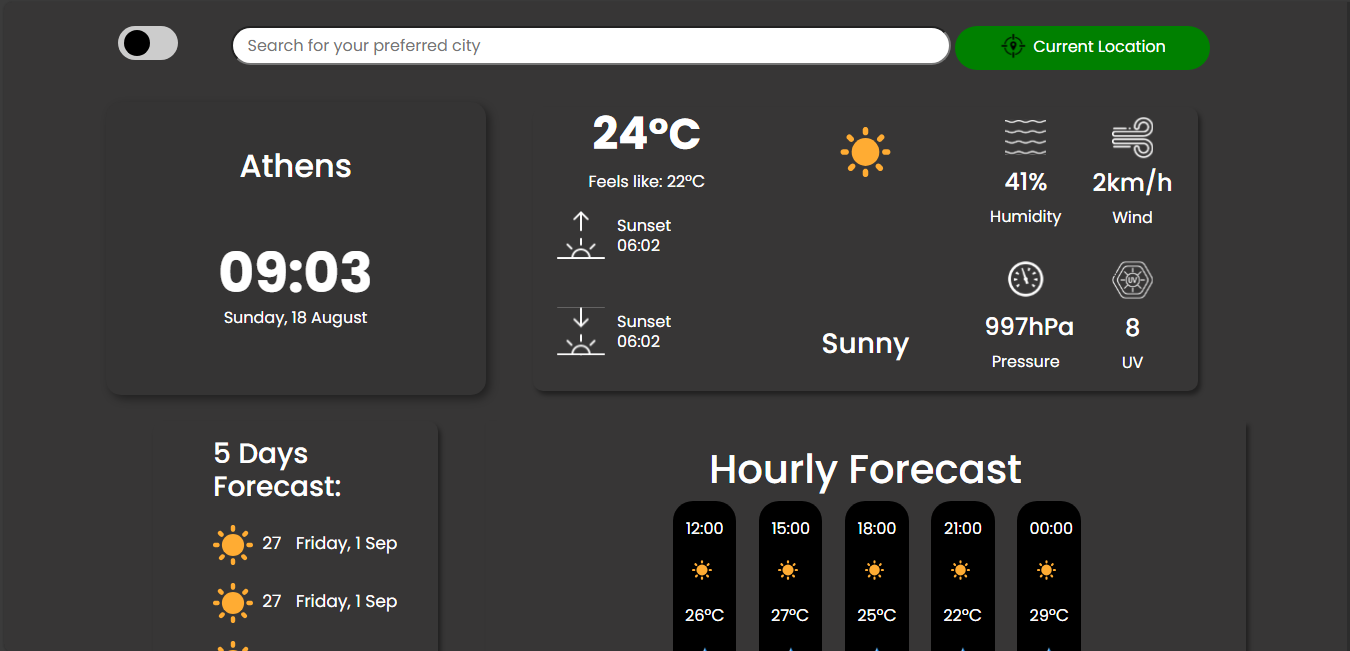 Search for your preferred city
Current Location
Athens
09:03
Sunday, 18 August
24°C
Feels like: 22°C
Sunset
06:02
Sunset
06:02
Sunny
41%
Humidity
2km/h
Wind
997hPa
Pressure
UV
8
UV
5 Days
Forecast:
27 Friday, 1 Sep
27 Friday, 1 Sep
Hourly Forecast
12:00 15:00 18:00 21:00 00:00
26°C 27°C 25°C 22°C 29°C